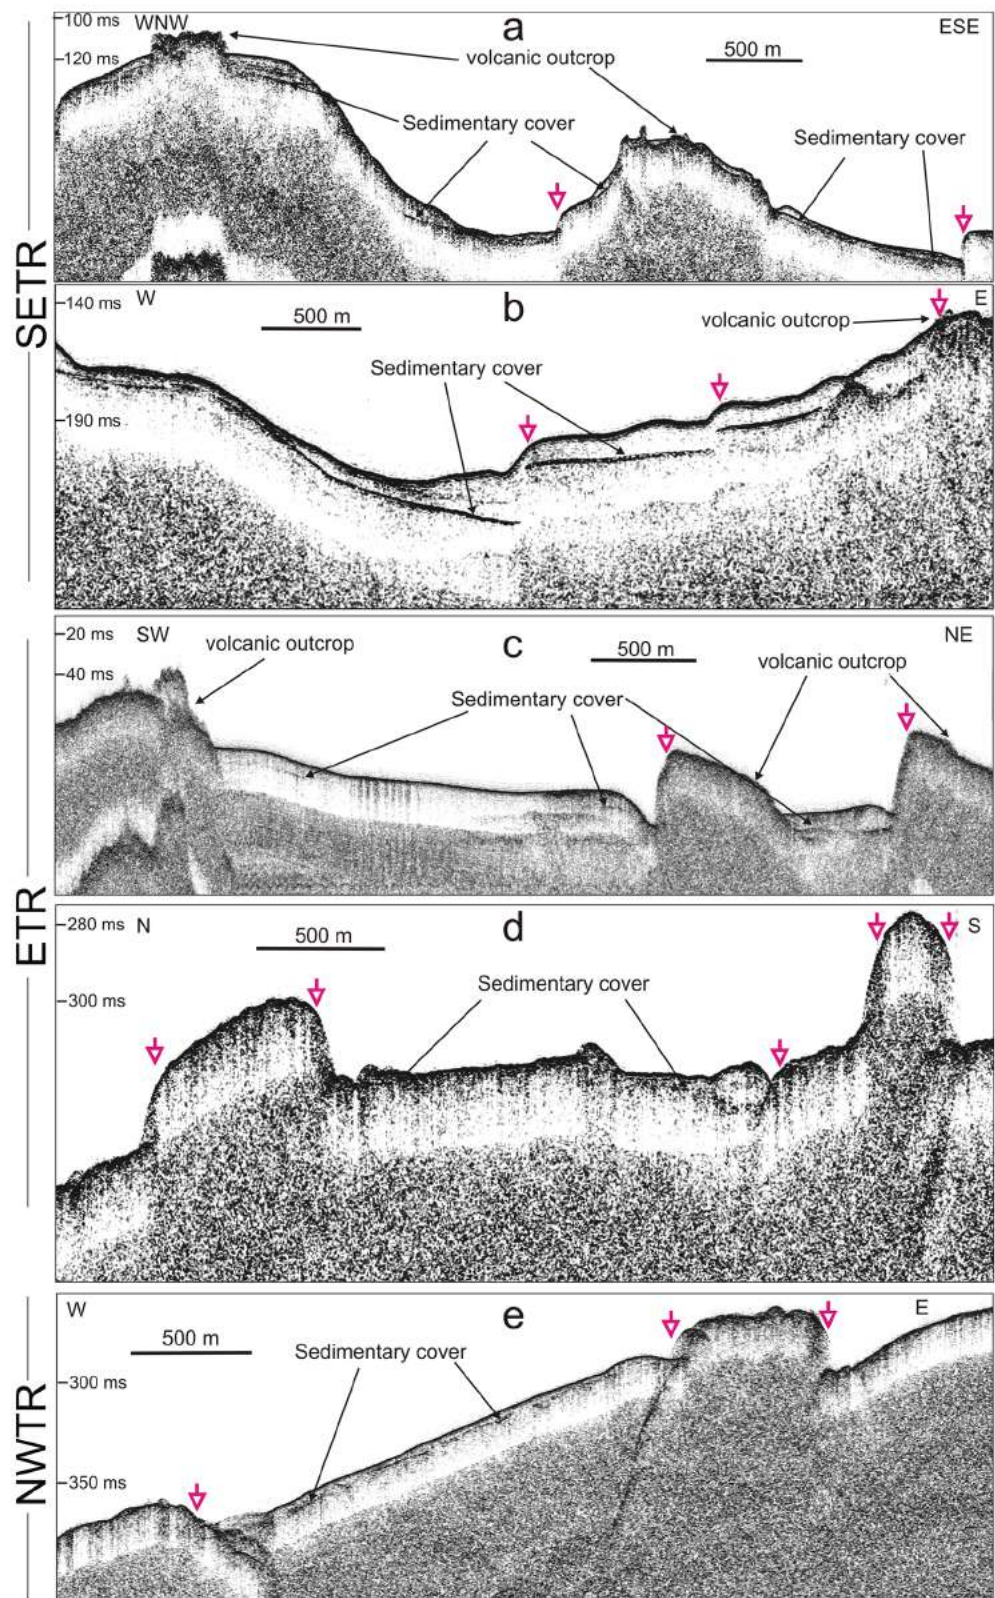 SETR
100 ms
WNW
a
ESE
120 ms
volcanic outcrop
500 m
Sedimentary cover
Sedimentary cover
140 ms
W
b
E
500 m
volcanic outcrop
Sedimentary cover
190 ms
ETR
20 ms
SW
c
NE
volcanic outcrop
500 m
volcanic outcrop
40 ms
Sedimentary cover
280 ms
N
d
S
500 m
Sedimentary cover
300 ms
NWTR
W
e
E
500 m
Sedimentary cover
300 ms
350 ms